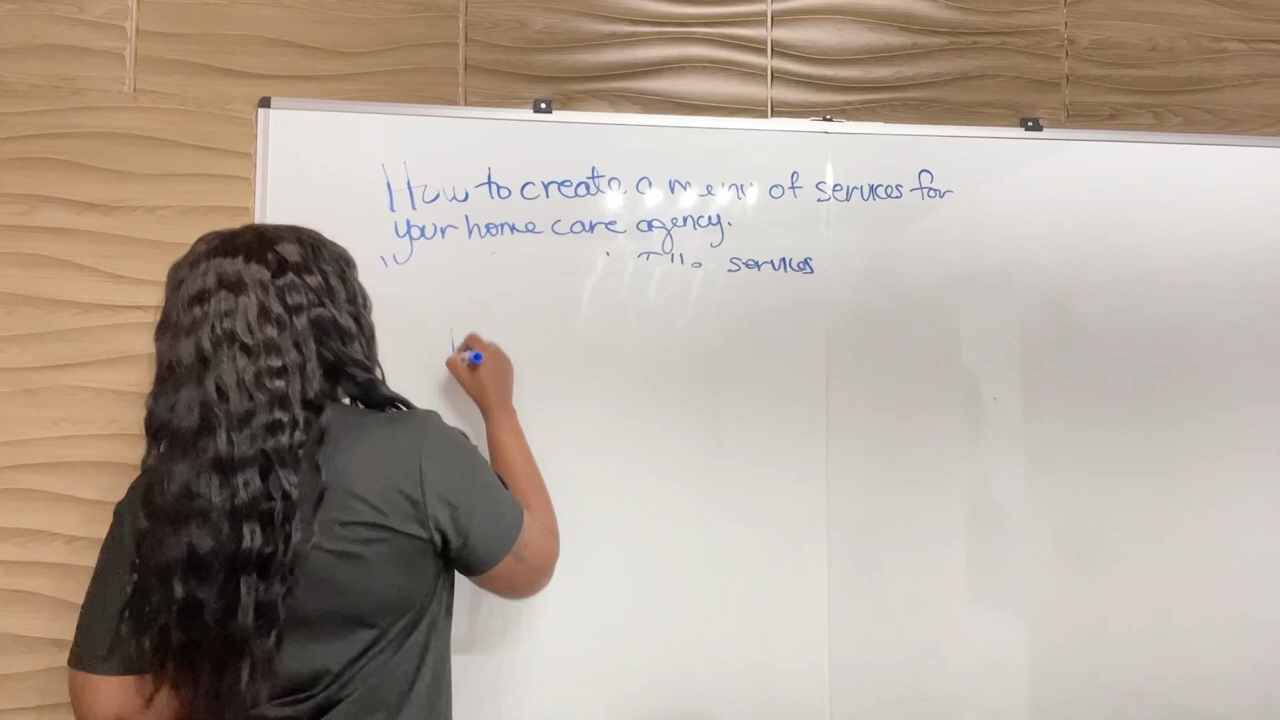 How to create a menu of services for
your home care agency.
services